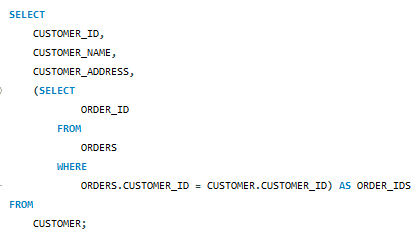 SELECT
CUSTOMER_ID,
CUSTOMER_NAME,
CUSTOMER_ADDRESS,
(SELECT
ORDER_ID
FROM
ORDERS
WHERE
ORDERS.CUSTOMER_ID = CUSTOMER.CUSTOMER_ID) AS ORDER_IDS
FROM
CUSTOMER;